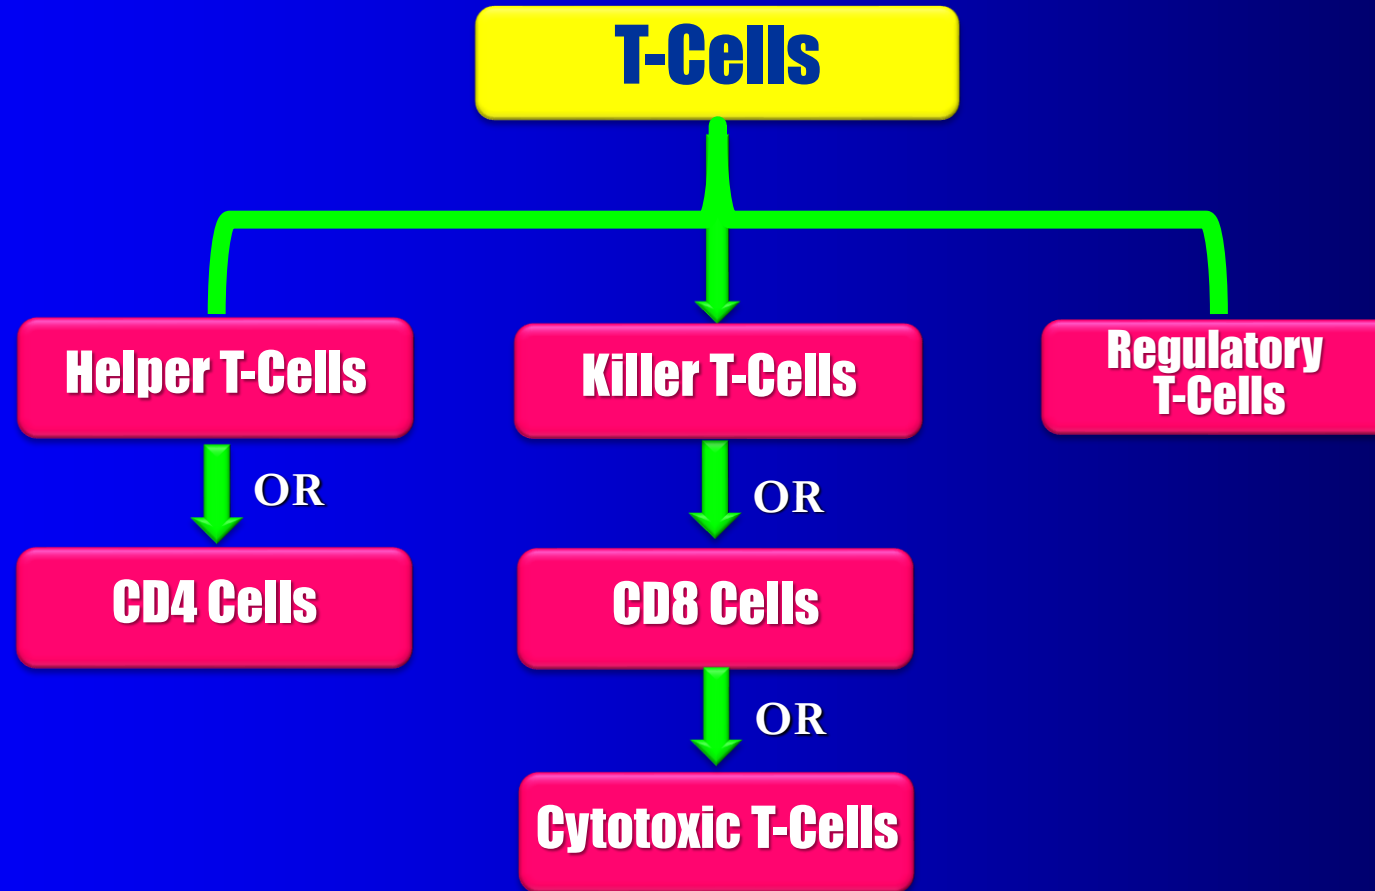 T-Cells
Helper T-Cells
Killer T-Cells
Regulatory
T-Cells
OR
OR
CD4 Cells
CD8 Cells
OR
Cytotoxic T-Cells